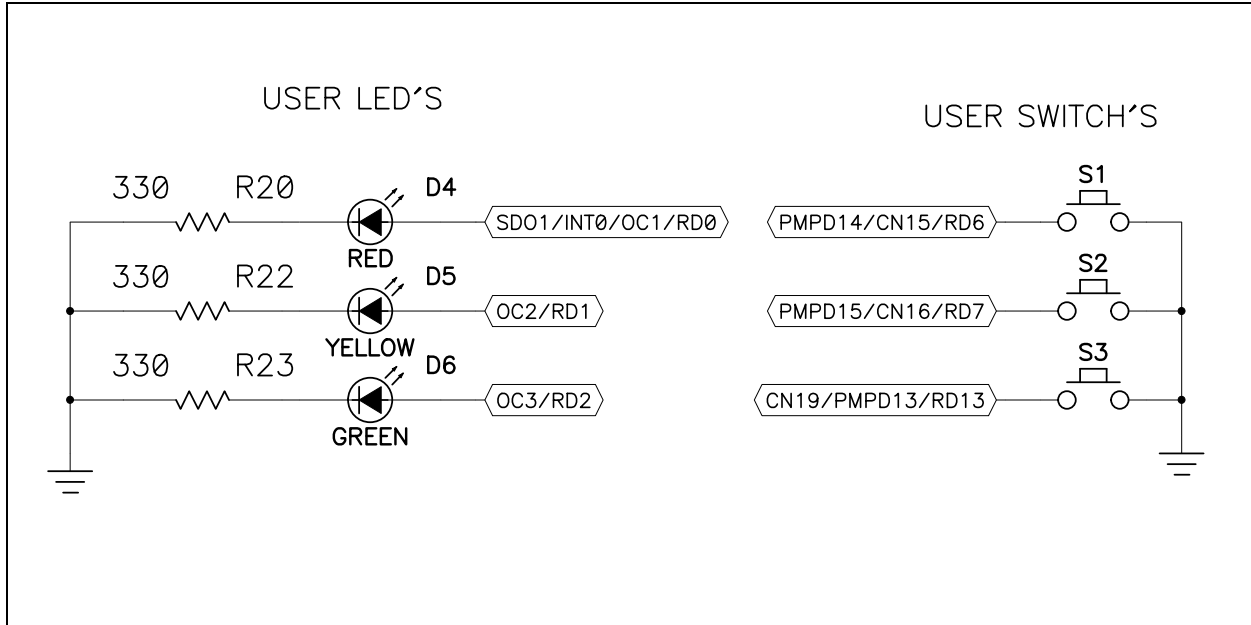 USER LED'S
330 R20 D4
SDO1/INT0/OC1/RD0
RED
330 R22 D5
OC2/RD1
YELLOW
330 R23 D6
OC3/RD2
GREEN
USER SWITCH'S
S1
PMPD14/CN15/RD6
S2
PMPD15/CN16/RD7
S3
CN19/PMPD13/RD13